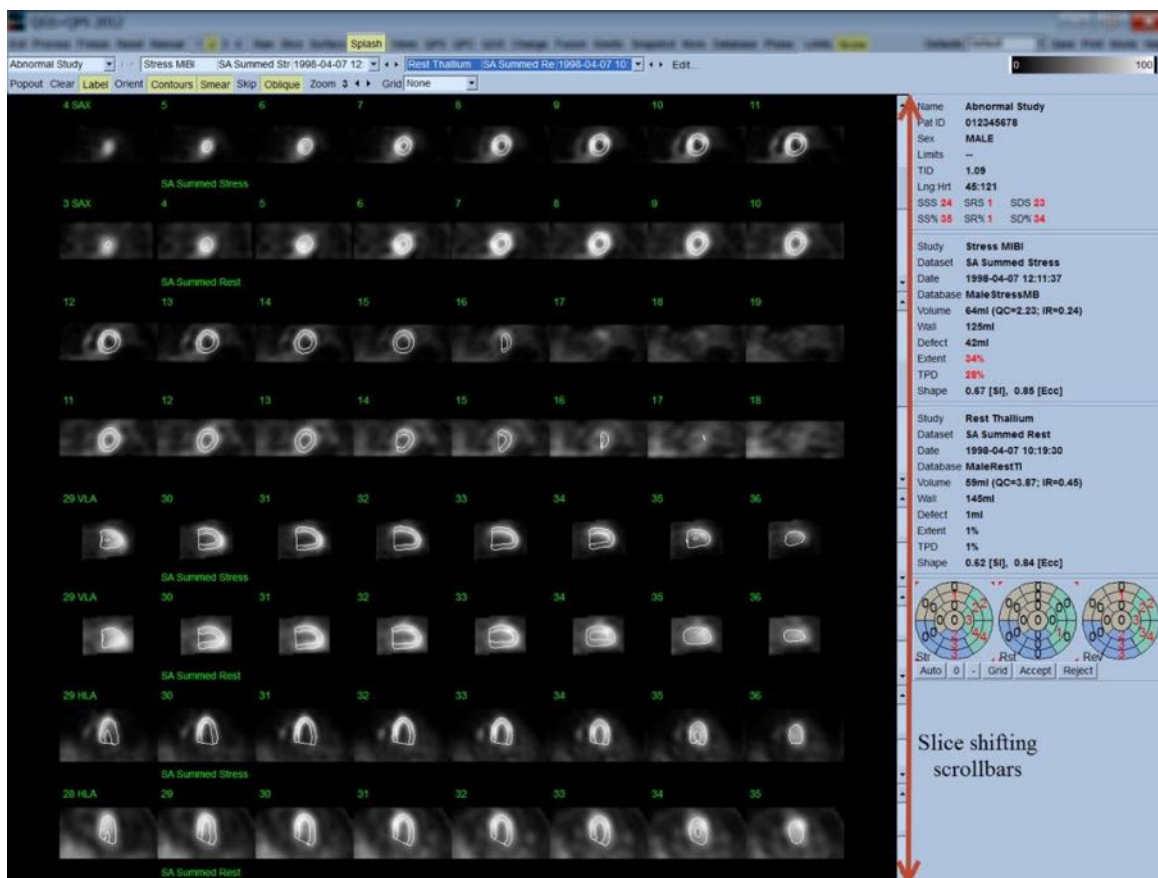 QGS+QPS 2012
Splash
Abnormal Study Stress MIBI SA Summed Str 1998-04-07 12: Rest Thallium SA Summed Re 1998-04-07 10: Edit...
0 100
Popout Clear Label Orient Contours Smear Skip Oblique Zoom 3 Grid None
4 SAX 5 6 7 8 9 10 11
SA Summed Stress
3 SAX 4 5 6 7 8 9 10
SA Summed Rest
12 13 14 15 16 17 18 19
11 12 13 14 15 16 17 18
29 VLA 30 31 32 33 34 35 36
SA Summed Stress
29 VLA 30 31 32 33 34 35 36
SA Summed Rest
29 HLA 30 31 32 33 34 35 36
SA Summed Stress
28 HLA 29 30 31 32 33 34 35
SA Summed Rest
Name Abnormal Study
Pat ID 012345678
Sex MALE
Limits --
TID 1.09
Lng:Hrt 45:121
SSS 24 SRS 1 SDS 23
SS% 35 SR% 1 SD% 34
Study Stress MIBI
Dataset SA Summed Stress
Date 1998-04-07 12:11:37
Database MaleStressMB
Volume 64ml (QC=2.23; IR=0.24)
Wall 125ml
Defect 42ml
Extent 34%
TPD 28%
Shape 0.67 [SI], 0.85 [Ecc]
Study Rest Thallium
Dataset SA Summed Rest
Date 1998-04-07 10:19:30
Database MaleRestTl
Volume 59ml (QC=3.87; IR=0.45)
Wall 145ml
Defect 1ml
Extent 1%
TPD 1%
Shape 0.62 [SI], 0.84 [Ecc]
Str Rst Rev
Auto 0 - Grid Accept Reject
Slice shifting
scrollbars